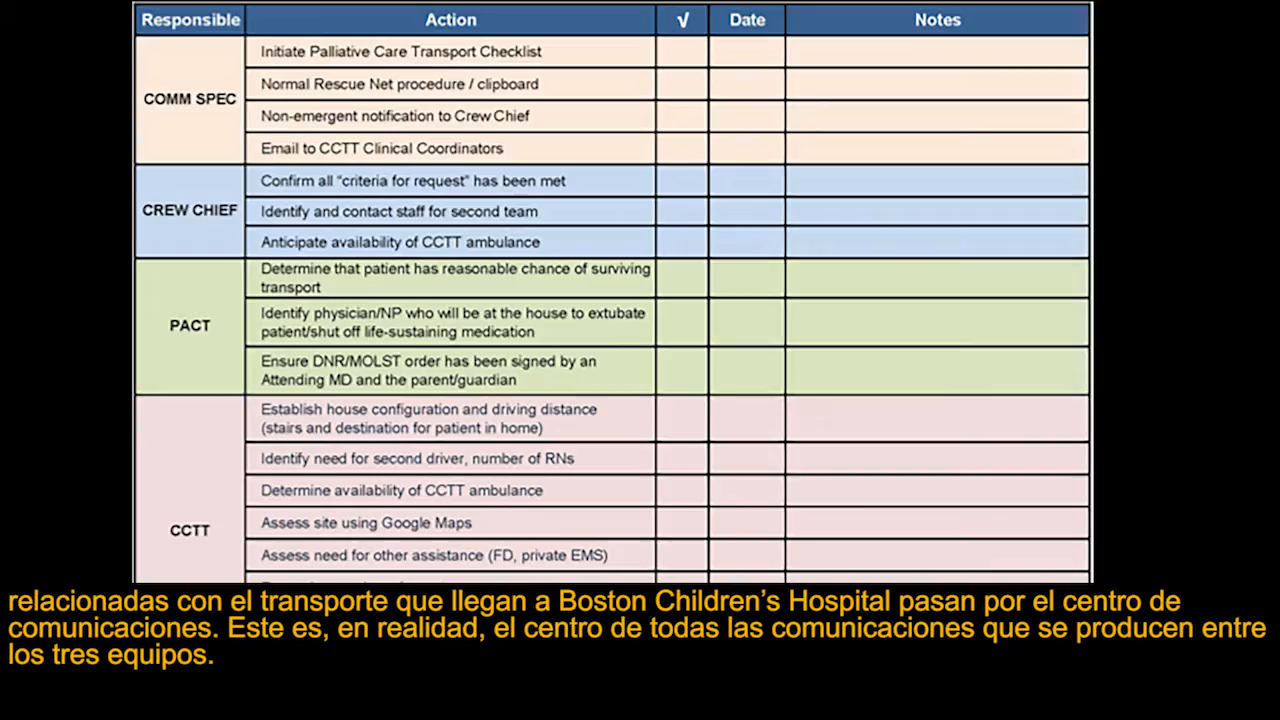 Responsible Action √ Date Notes
COMM SPEC
Initiate Palliative Care Transport Checklist
Normal Rescue Net procedure / clipboard
Non-emergent notification to Crew Chief
Email to CCTT Clinical Coordinators
CREW CHIEF
Confirm all “criteria for request” has been met
Identify and contact staff for second team
Anticipate availability of CCTT ambulance
PACT
Determine that patient has reasonable chance of surviving
transport
Identify physician/NP who will be at the house to extubate
patient/shut off life-sustaining medication
Ensure DNR/MOLST order has been signed by an
Attending MD and the parent/guardian
CCTT
Establish house configuration and driving distance
(stairs and destination for patient in home)
Identify need for second driver, number of RNs
Determine availability of CCTT ambulance
Assess site using Google Maps
Assess need for other assistance (FD, private EMS)
relacionadas con el transporte que llegan a Boston Children’s Hospital pasan por el centro de
comunicaciones. Este es, en realidad, el centro de todas las comunicaciones que se producen entre
los tres equipos.